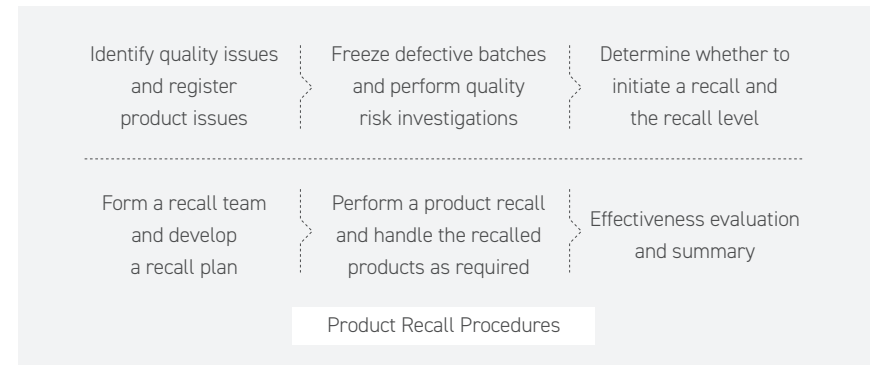 Identify quality issues
and register
product issues
Freeze defective batches
and perform quality
risk investigations
Determine whether to
initiate a recall and
the recall level
Form a recall team
and develop
a recall plan
Perform a product recall
and handle the recalled
products as required
Effectiveness evaluation
and summary
Product Recall Procedures